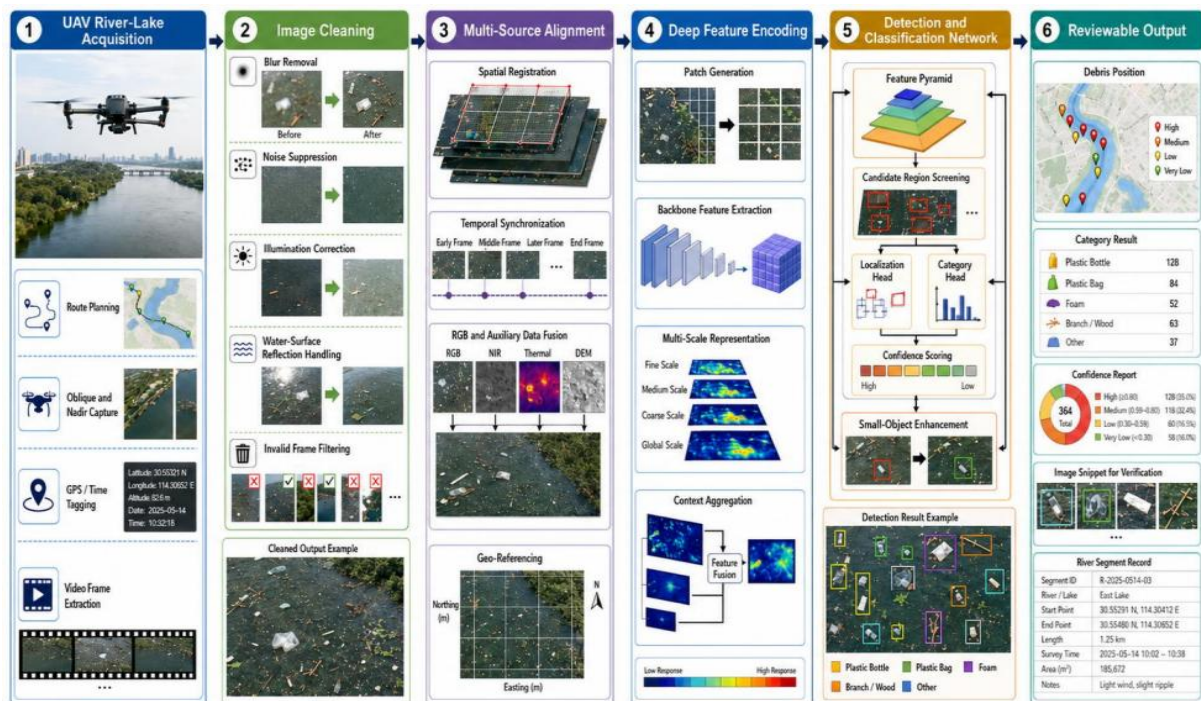 1
UAV River-Lake
Acquisition
Route Planning
Oblique and
Nadir Capture
GPS / Time
Tagging
Latitude: 30.55321 N
Longitude: 114.30652 E
Altitude: 82.6 m
Date: 2025-05-14
Time: 10:32:18
Video Frame
Extraction
...
2
Image Cleaning
Blur Removal
Before
After
Noise Suppression
Illumination Correction
Water-Surface
Reflection Handling
Invalid Frame Filtering
...
Cleaned Output Example
3
Multi-Source Alignment
Spatial Registration
Temporal Synchronization
Early Frame Middle Frame Later Frame End Frame
...
RGB and Auxiliary Data Fusion
RGB NIR Thermal DEM
Geo-Referencing
Northing
(m)
N
Easting (m)
4
Deep Feature Encoding
Patch Generation
Backbone Feature Extraction
Multi-Scale Representation
Fine Scale
Medium Scale
Coarse Scale
Global Scale
Context Aggregation
Feature
Fusion
Low Response High Response
5
Detection and
Classification Network
Feature Pyramid
Candidate Region Screening
...
Localization
Head
Category
Head
Confidence Scoring
High Low
Small-Object Enhancement
Detection Result Example
Plastic Bottle Plastic Bag Foam
Branch / Wood Other
6
Reviewable Output
Debris Position
High
Medium
Low
Very Low
Category Result
Plastic Bottle 128
Plastic Bag 84
Foam 52
Branch / Wood 63
Other 37
Confidence Report
364
Total
High (≥0.80) 128 (35.0%)
Medium (0.59–0.80) 118 (32.4%)
Low (0.30–0.59) 60 (16.5%)
Very Low (<0.30) 58 (16.0%)
Image Snippet for Verification
...
River Segment Record
Segment ID R-2025-0514-03
River / Lake East Lake
Start Point 30.55291 N, 114.30412 E
End Point 30.55480 N, 114.30652 E
Length 1.25 km
Survey Time 2025-05-14 10:02 – 10:38
Area (m²) 185,672
Notes Light wind, slight ripple